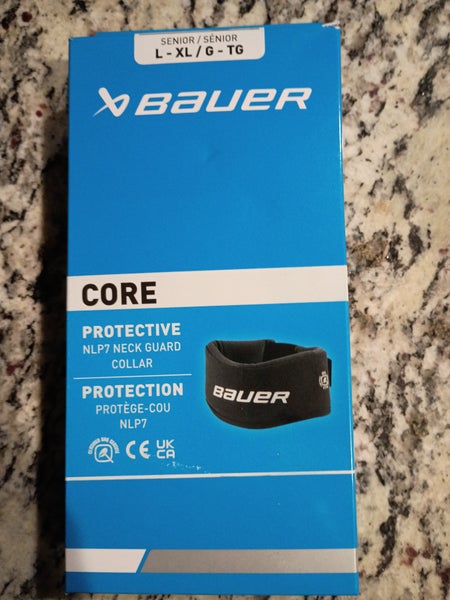 SENIOR / SÉNIOR
L - XL / G - TG
BAUER
CORE
PROTECTIVE
NLP7 NECK GUARD
COLLAR
PROTECTION
PROTÈGE-COU
NLP7
BAUER
CE UK
CA